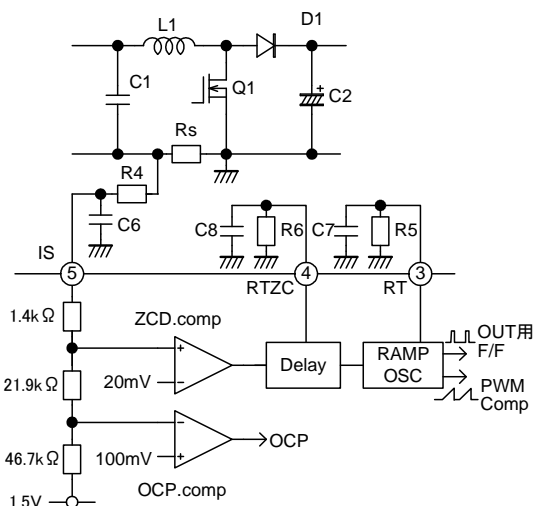 L1
D1
C1
Q1
+
C2
Rs
R4
C6
C8
R6
C7
R5
IS
5
RTZC
4
RT
3
1.4kΩ
ZCD.comp
+
20mV
−
Delay
RAMP
OSC
OUT用
F/F
PWM
Comp
21.9kΩ
−
100mV
+
OCP
OCP.comp
46.7kΩ
1.5V